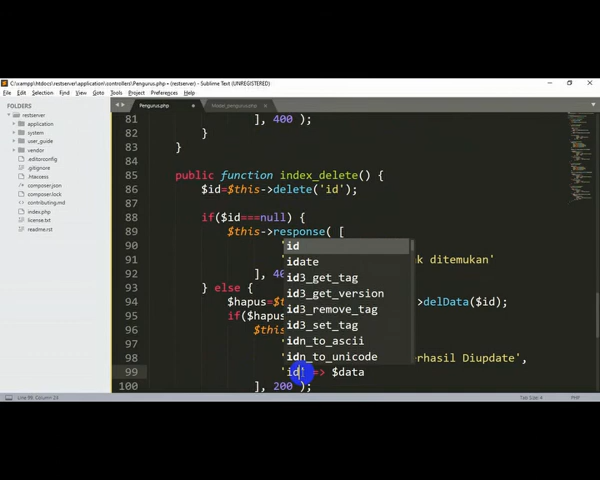 C:\xampp\htdocs\restserver\application\controllers\Pengurus.php • (restserver) - Sublime Text (UNREGISTERED)
File Edit Selection Find View Goto Tools Project Preferences Help
FOLDERS
restserver
application
system
user_guide
vendor
.editorconfig
.gitignore
.htaccess
composer.json
composer.lock
contributing.md
index.php
license.txt
readme.rst
Pengurus.php
81 ], 400 );
82 }
83 }
84
85 public function index_delete() {
86 $id=$this->delete('id');
87
88 if($id===null) {
89 $this->response( [
90
91 k ditemukan'
92 ], 40
93 } else {
94 $hapus=$ >delData($id);
95 if($hapus
96 $this
97
98 erhasil Diupdate',
99 'id' => $data
100 ], 200 );
id
idate
id3_get_tag
id3_get_version
id3_remove_tag
id3_set_tag
idn_to_ascii
idn_to_unicode
Tab Size: 4 PHP